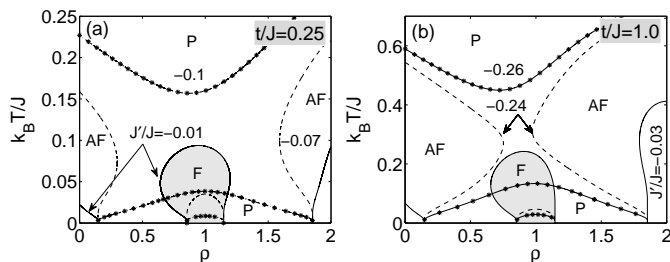 (a) P t/J=0.25
−0.1
AF AF
−0.07
J′/J=−0.01
F
P
0.25
0.2
0.15
0.1
0.05
0
k_BT/J
0 0.5 1 1.5 2
ρ
(b) P t/J=1.0
−0.26
−0.24
AF AF
J′/J=−0.03
F
P
0.6
0.4
0.2
0
k_BT/J
0 0.5 1 1.5 2
ρ